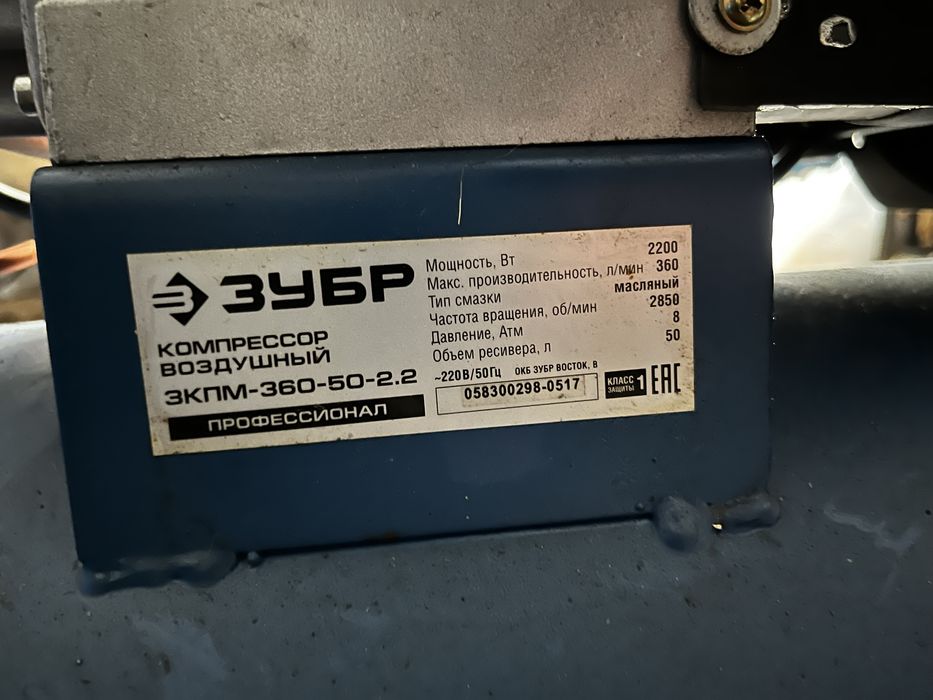 ЗУБР
КОМПРЕССОР
ВОЗДУШНЫЙ
ЗКПМ-360-50-2.2
ПРОФЕССИОНАЛ
Мощность, Вт 2200
Макс. производительность, л/мин 360
Тип смазки масляный
Частота вращения, об/мин 2850
Давление, Атм 8
Объем ресивера, л 50
~220В/50Гц ОКБ ЗУБР ВОСТОК, В
058300298-0517
КЛАСС
ЗАЩИТЫ 1
EAC